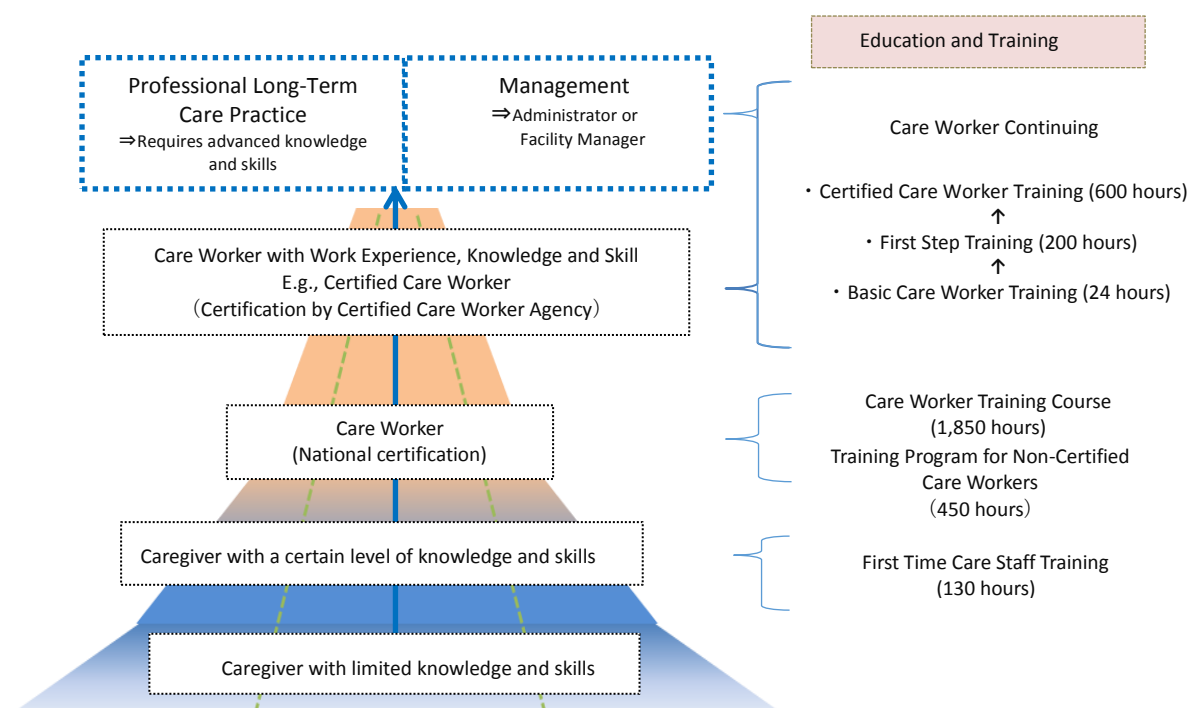 Education and Training
Professional Long-Term
Care Practice
⇒Requires advanced knowledge
and skills
Management
⇒Administrator or
Facility Manager
Care Worker Continuing
・Certified Care Worker Training (600 hours)
↑
・First Step Training (200 hours)
↑
・Basic Care Worker Training (24 hours)
Care Worker with Work Experience, Knowledge and Skill
E.g., Certified Care Worker
（Certification by Certified Care Worker Agency）
Care Worker
(National certification)
Care Worker Training Course
(1,850 hours)
Training Program for Non-Certified
Care Workers
（450 hours）
Caregiver with a certain level of knowledge and skills
First Time Care Staff Training
(130 hours)
Caregiver with limited knowledge and skills